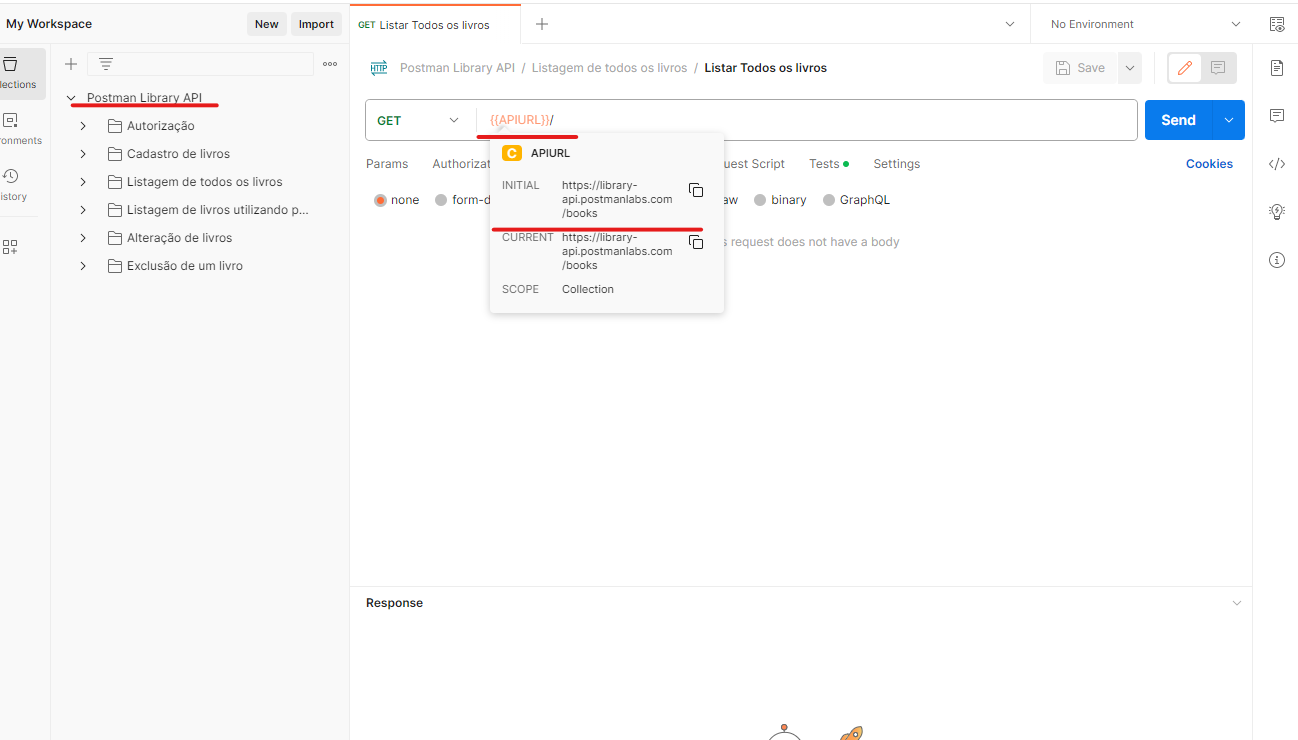 My Workspace
New
Import
GET Listar Todos os livros
No Environment
lections
ronments
istory
Postman Library API
Autorização
Cadastro de livros
Listagem de todos os livros
Listagem de livros utilizando p...
Alteração de livros
Exclusão de um livro
HTTP
Postman Library API / Listagem de todos os livros / Listar Todos os livros
Save
GET
{{APIURL}}/
Send
Params
Authorizat
uest Script
Tests
Settings
Cookies
none
form-d
aw
binary
GraphQL
s request does not have a body
C APIURL
INITIAL
https://library-
api.postmanlabs.com
/books
CURRENT
https://library-
api.postmanlabs.com
/books
SCOPE
Collection
Response